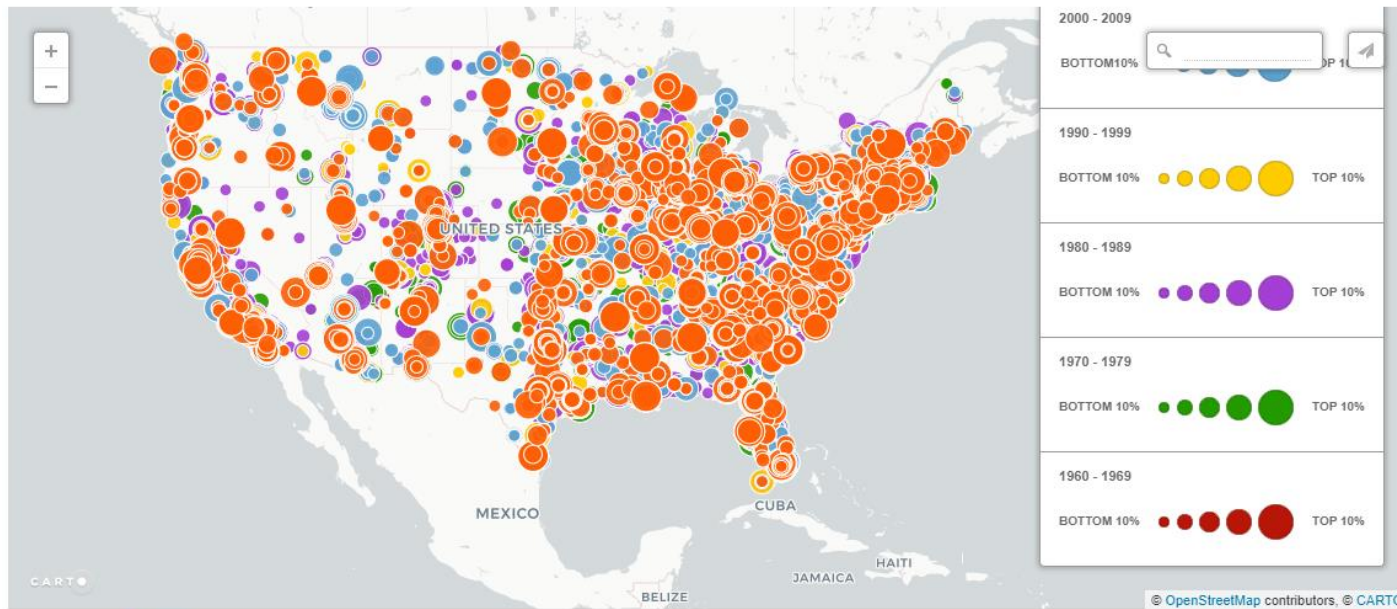 +
−
UNITED STATES
MEXICO
CUBA
HAITI
JAMAICA
BELIZE
CARTO
2000 - 2009
BOTTOM10%
1990 - 1999
BOTTOM 10% TOP 10%
1980 - 1989
BOTTOM 10% TOP 10%
1970 - 1979
BOTTOM 10% TOP 10%
1960 - 1969
BOTTOM 10% TOP 10%
© OpenStreetMap contributors, © CARTO